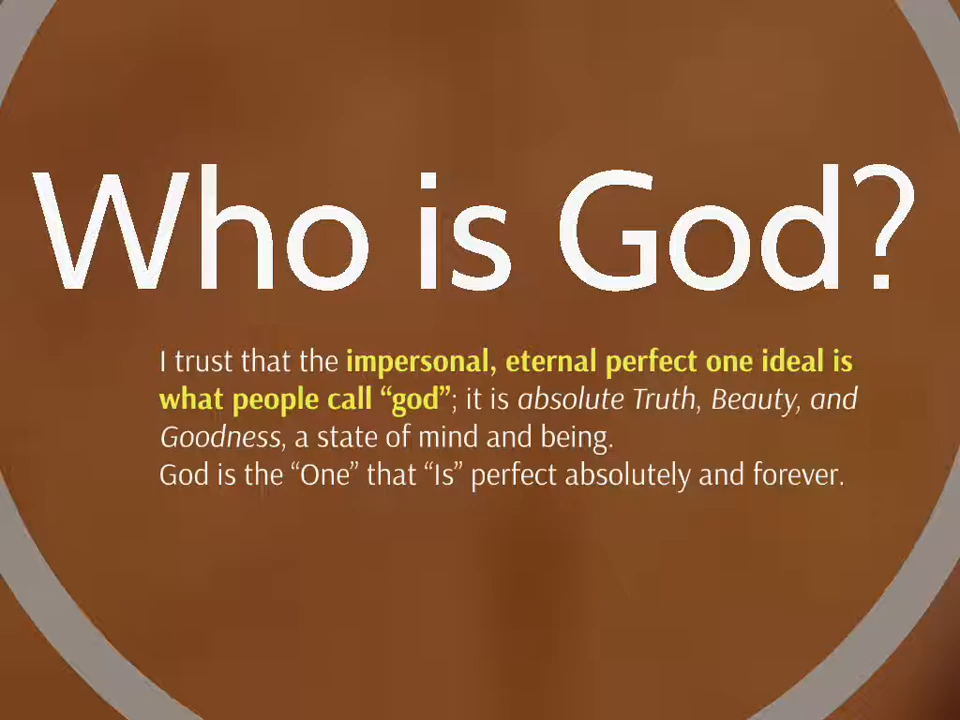 Who is God?
I trust that the impersonal, eternal perfect one ideal is
what people call “god”; it is absolute Truth, Beauty, and
Goodness, a state of mind and being.
God is the “One” that “Is” perfect absolutely and forever.